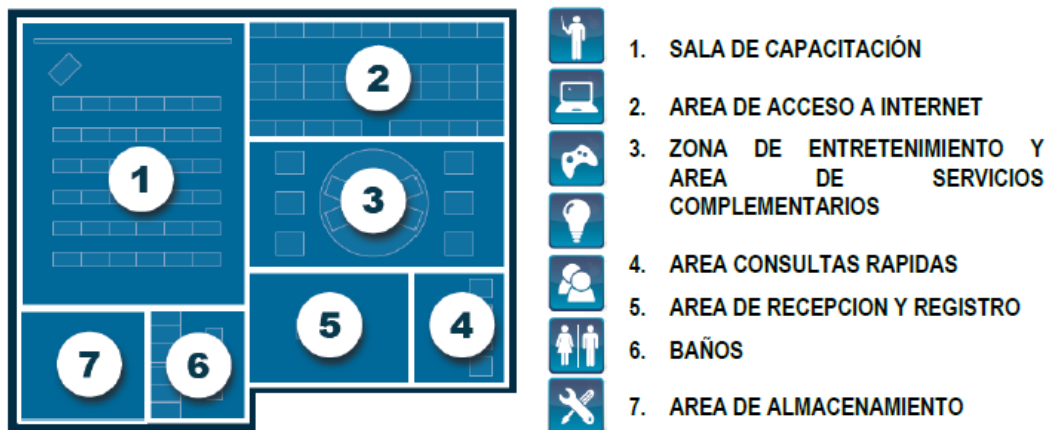 1
2
3
5
4
7
6
1. SALA DE CAPACITACIÓN
2. AREA DE ACCESO A INTERNET
3. ZONA DE ENTRETENIMIENTO Y
AREA DE SERVICIOS
COMPLEMENTARIOS
4. AREA CONSULTAS RAPIDAS
5. AREA DE RECEPCION Y REGISTRO
6. BAÑOS
7. AREA DE ALMACENAMIENTO